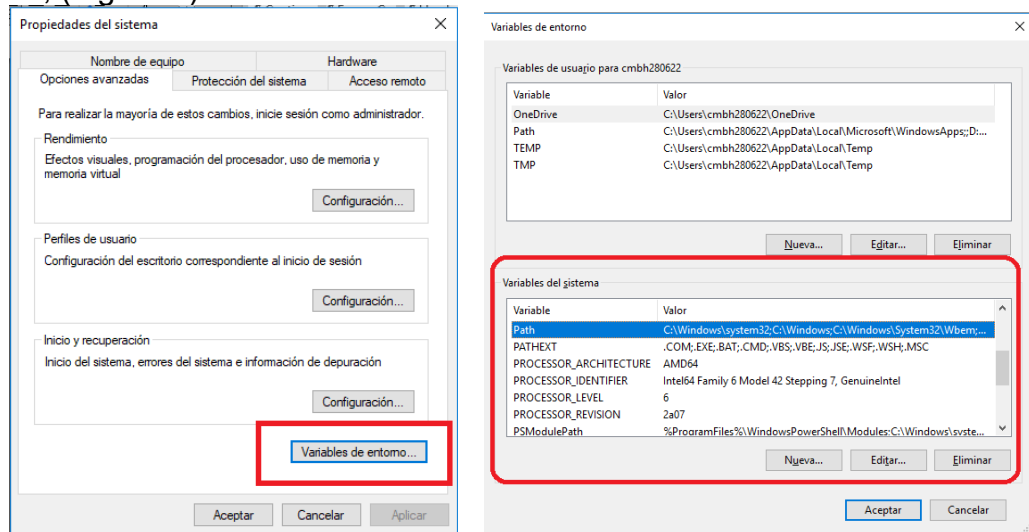 Propiedades del sistema
Nombre de equipo Hardware
Opciones avanzadas Protección del sistema Acceso remoto
Para realizar la mayoría de estos cambios, inicie sesión como administrador.
Rendimiento
Efectos visuales, programación del procesador, uso de memoria y
memoria virtual
Configuración...
Perfiles de usuario
Configuración del escritorio correspondiente al inicio de sesión
Configuración...
Inicio y recuperación
Inicio del sistema, errores del sistema e información de depuración
Configuración...
Variables de entorno...
Aceptar Cancelar Aplicar
Variables de entorno
Variables de usuario para cmbh280622
Variable Valor
OneDrive C:\Users\cmbh280622\OneDrive
Path C:\Users\cmbh280622\AppData\Local\Microsoft\WindowsApps;;D:...
TEMP C:\Users\cmbh280622\AppData\Local\Temp
TMP C:\Users\cmbh280622\AppData\Local\Temp
Nueva... Editar... Eliminar
Variables del sistema
Variable Valor
Path C:\Windows\system32;C:\Windows;C:\Windows\System32\Wbem;...
PATHEXT .COM;.EXE;.BAT;.CMD;.VBS;.VBE;.JS;.JSE;.WSF;.WSH;.MSC
PROCESSOR_ARCHITECTURE AMD64
PROCESSOR_IDENTIFIER Intel64 Family 6 Model 42 Stepping 7, GenuineIntel
PROCESSOR_LEVEL 6
PROCESSOR_REVISION 2a07
PSModulePath %ProgramFiles%\WindowsPowerShell\Modules;C:\Windows\syste...
Nueva... Editar... Eliminar
Aceptar Cancelar